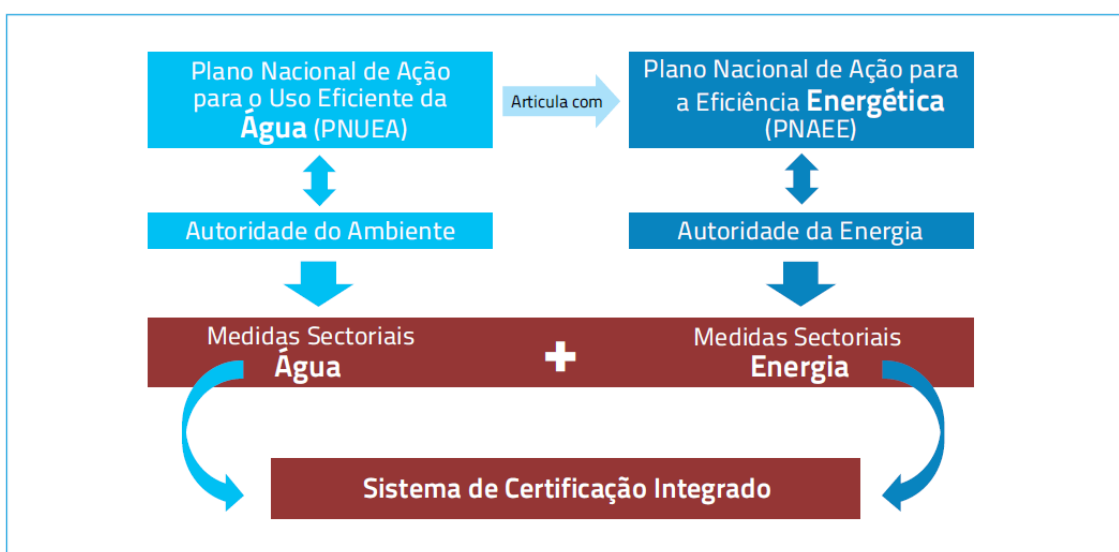 Plano Nacional de Ação
para o Uso Eficiente da
Água (PNUEA)
Articula com
Plano Nacional de Ação para
a Eficiência Energética
(PNAEE)
Autoridade do Ambiente
Autoridade da Energia
Medidas Sectoriais
Água
+
Medidas Sectoriais
Energia
Sistema de Certificação Integrado